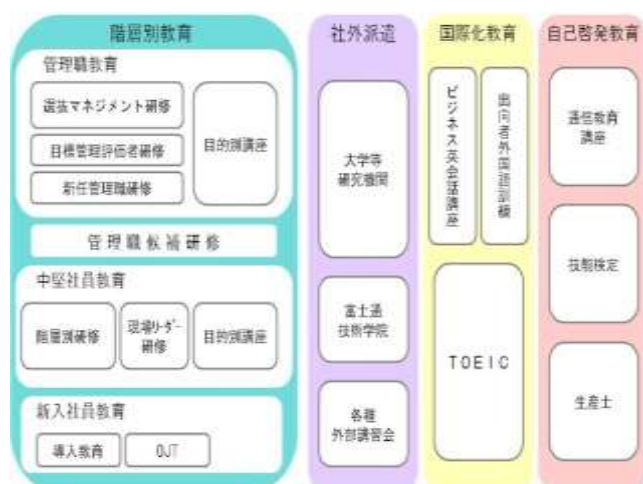 階層別教育
管理職教育
選抜マネジメント研修
目標管理評価者研修
新任管理職研修
目的別講座
管理職候補研修
中堅社員教育
階層別研修
現場リーダー
研修
目的別講座
新入社員教育
導入教育
OJT
社外派遣
大学等
研究機関
富士通
技術学院
各種
外部講習会
国際化教育
ビジネス英会話講座
出向者外国語訓練
TOEIC
自己啓発教育
通信教育
講座
技能検定
生産士